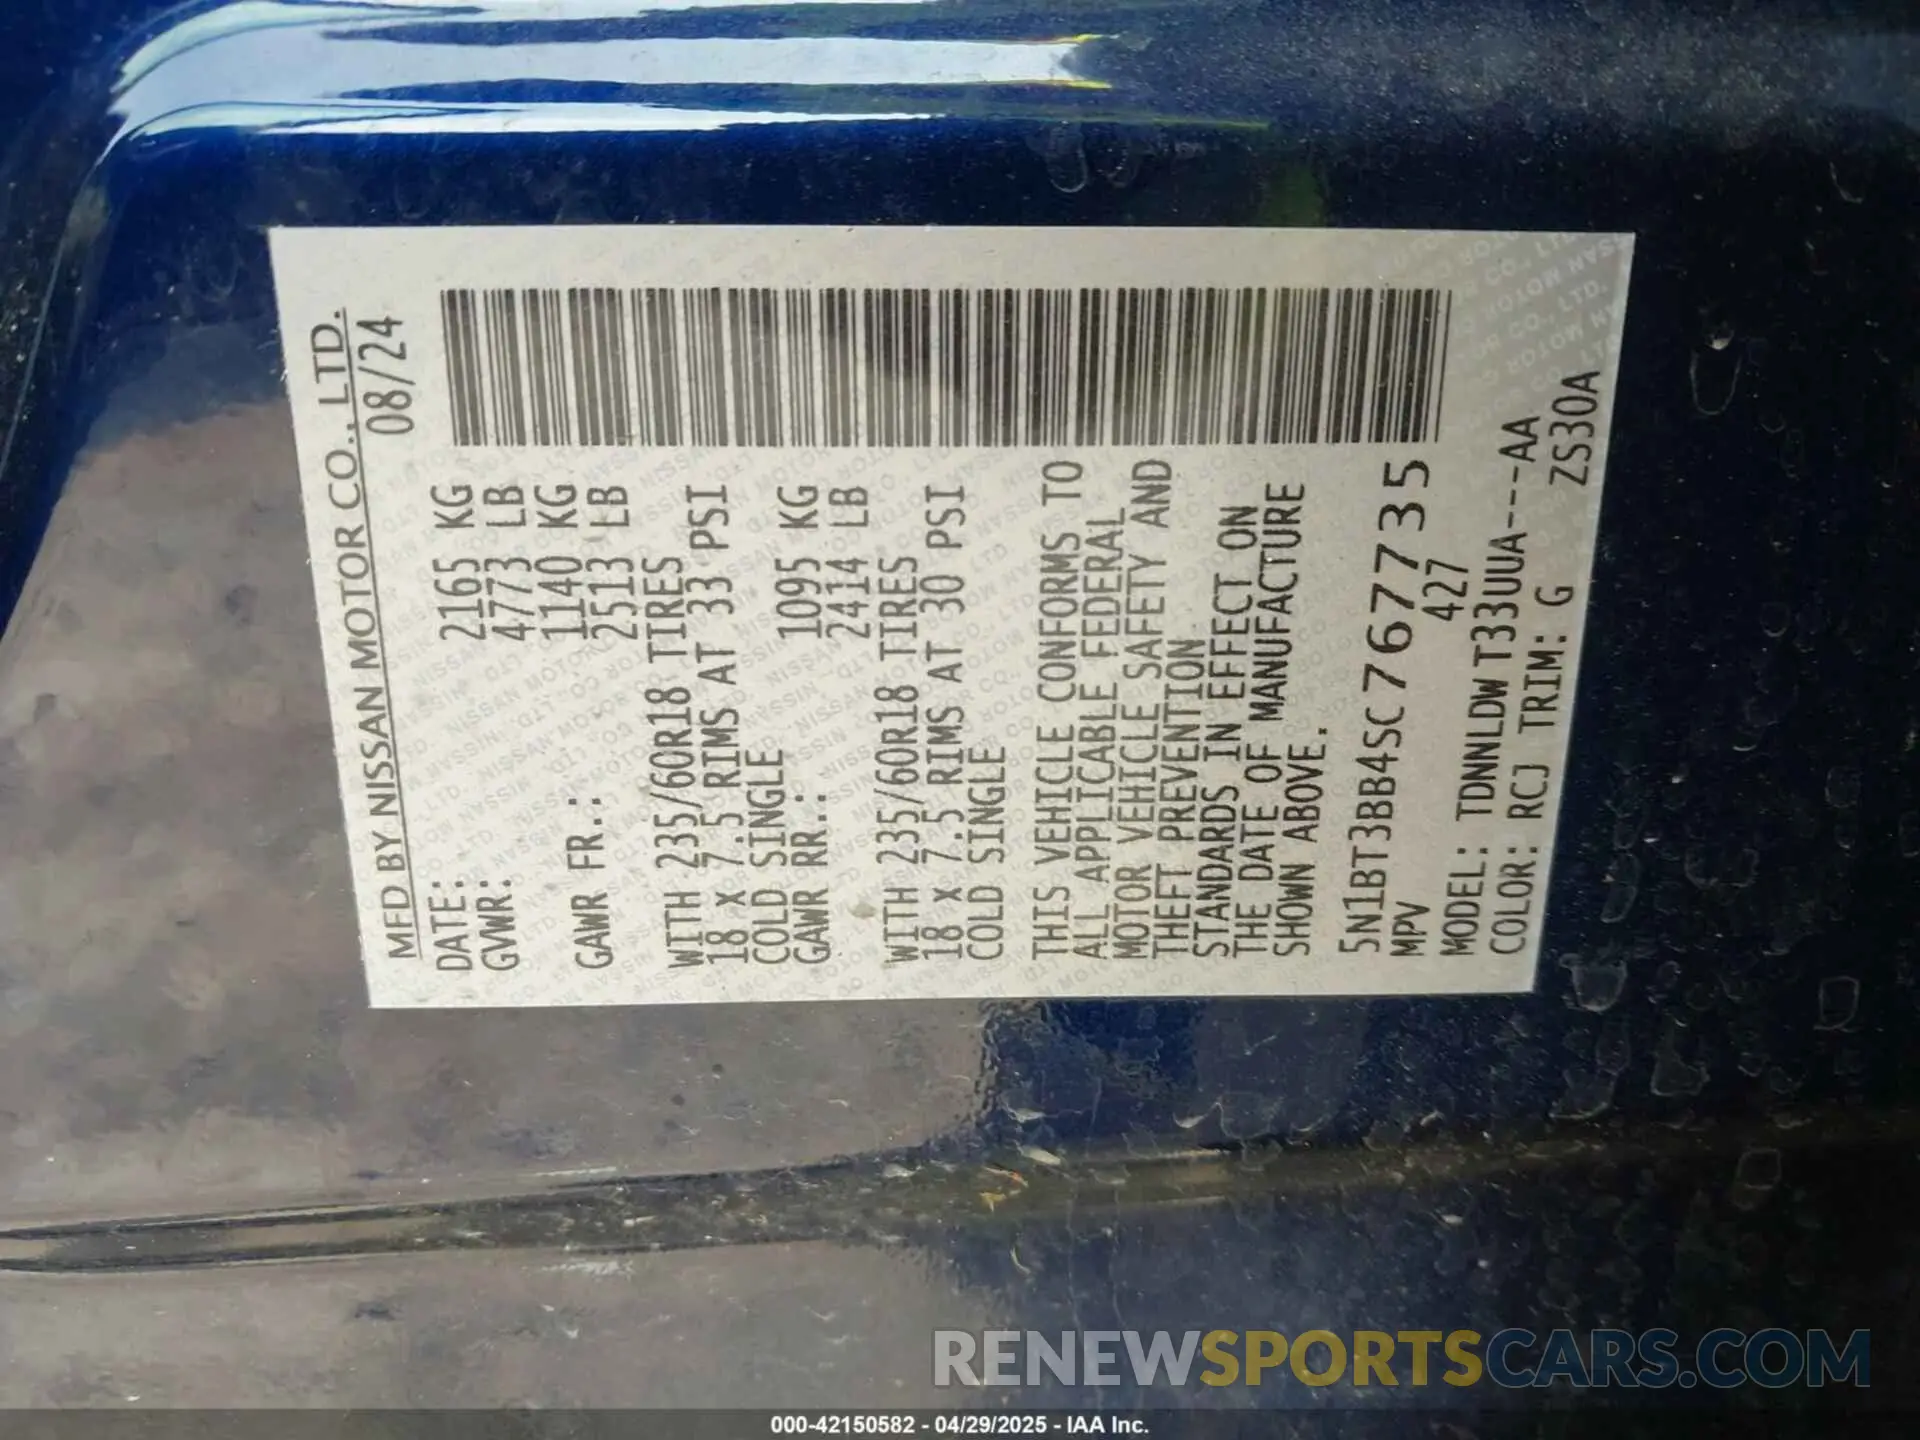 MFD BY NISSAN MOTOR CO., LTD.
DATE: 08/24
GVWR: 2165 KG
4773 LB
GAWR FR.: 1140 KG
2513 LB
WITH 235/60R18 TIRES
18 x 7.5 RIMS AT 33 PSI
COLD SINGLE
GAWR RR.: 1095 KG
2414 LB
WITH 235/60R18 TIRES
18 x 7.5 RIMS AT 30 PSI
COLD SINGLE
THIS VEHICLE CONFORMS TO
ALL APPLICABLE FEDERAL
MOTOR VEHICLE SAFETY AND
THEFT PREVENTION
STANDARDS IN EFFECT ON
THE DATE OF MANUFACTURE
SHOWN ABOVE.
5N1BT3BB4SC767735
MPV 427
MODEL: TDNNLDW T33UUA---AA
COLOR: RCJ TRIM: G ZS30A
RENEWSPORTSCARS.COM
000-42150582 - 04/29/2025 - IAA Inc.